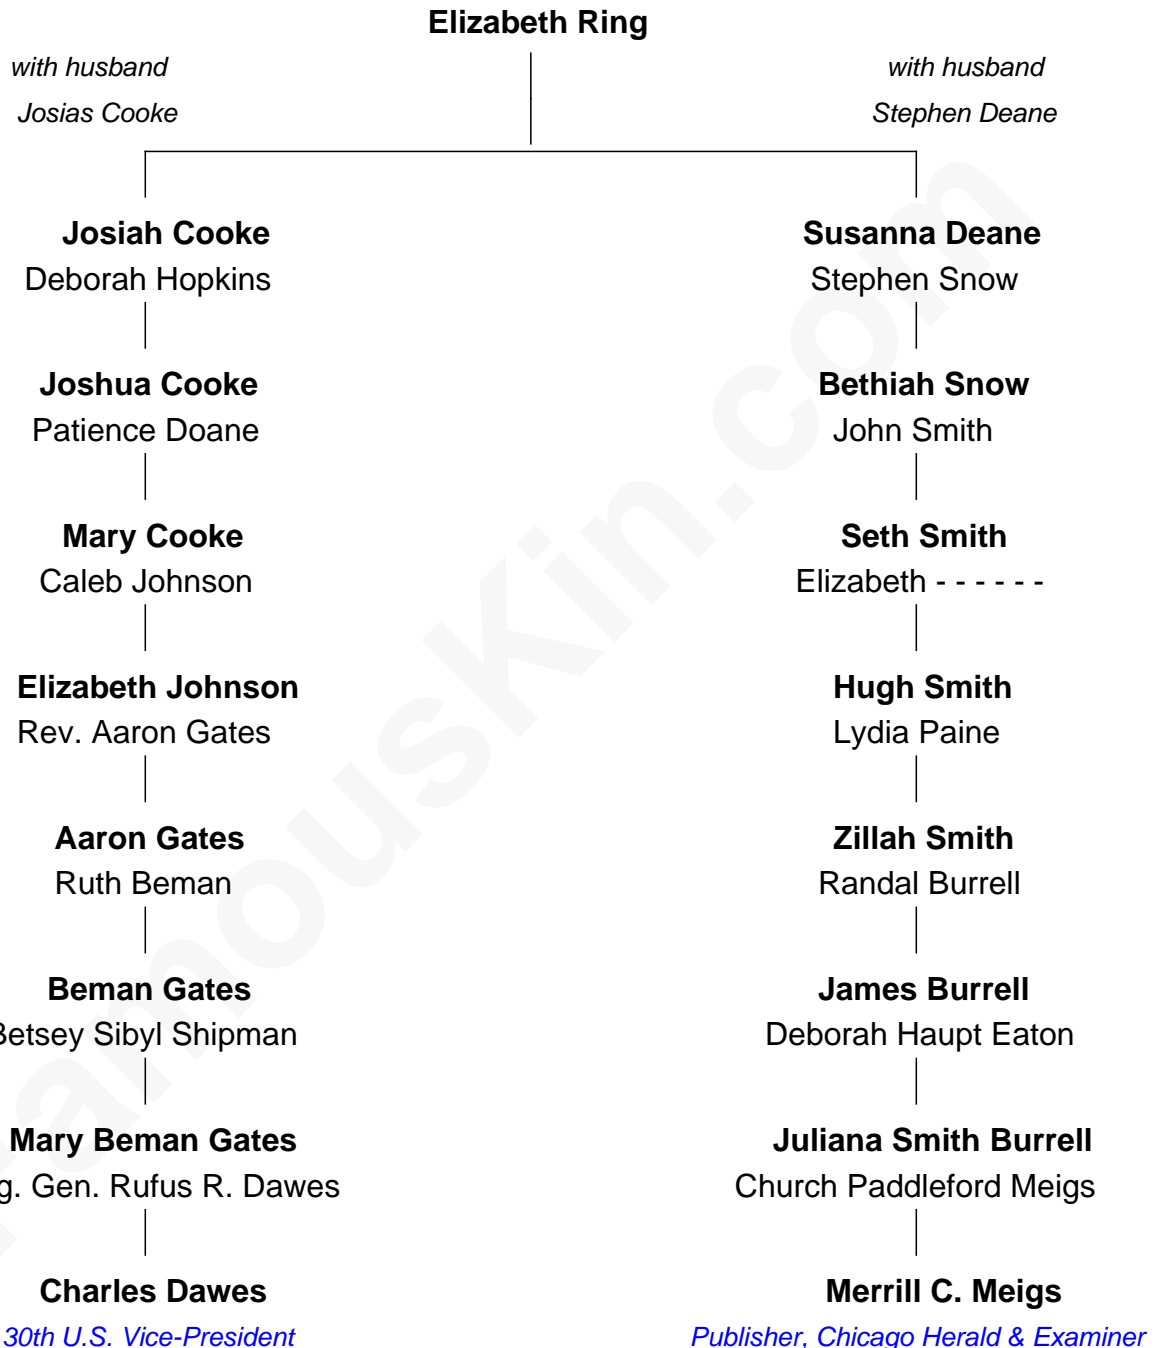 Elizabeth Ring
with husband
Josias Cooke
with husband
Stephen Deane
Josiah Cooke
Deborah Hopkins
Susanna Deane
Stephen Snow
Joshua Cooke
Patience Doane
Bethiah Snow
John Smith
Mary Cooke
Caleb Johnson
Seth Smith
Elizabeth - - - - - -
Elizabeth Johnson
Rev. Aaron Gates
Hugh Smith
Lydia Paine
Aaron Gates
Ruth Beman
Zillah Smith
Randal Burrell
Beman Gates
Betsey Sibyl Shipman
James Burrell
Deborah Haupt Eaton
Mary Beman Gates
g. Gen. Rufus R. Dawes
Juliana Smith Burrell
Church Paddleford Meigs
Charles Dawes
30th U.S. Vice-President
Merrill C. Meigs
Publisher, Chicago Herald & Examiner
FamousKin.com